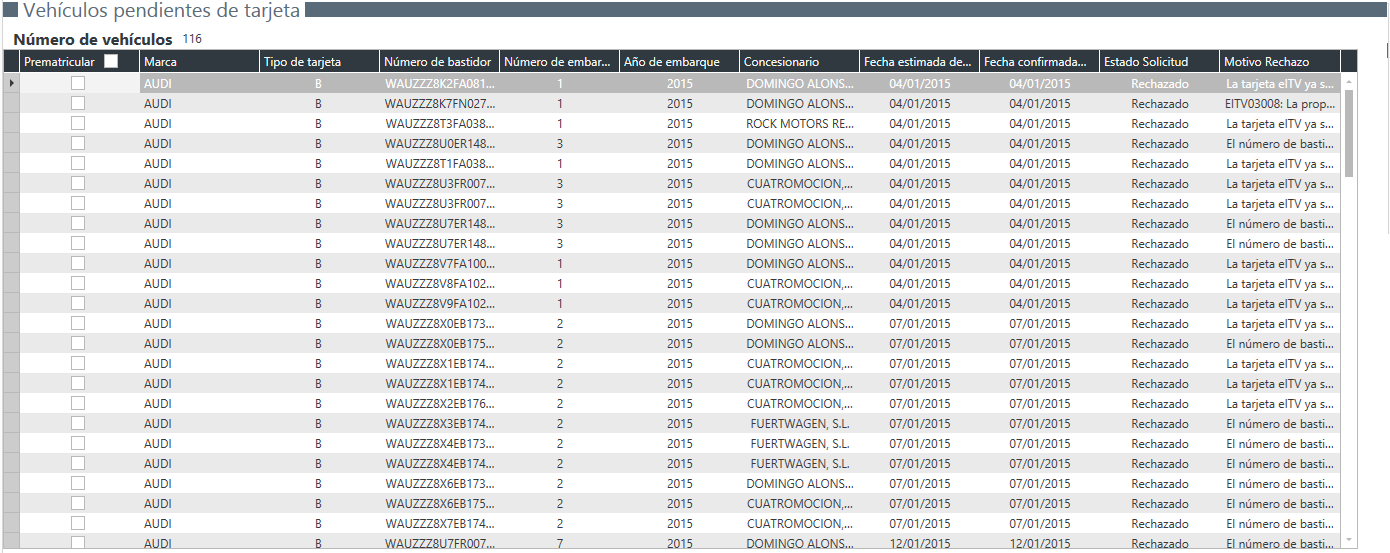 Vehículos pendientes de tarjeta
Número de vehículos 116
Prematricular Marca Tipo de tarjeta Número de bastidor Número de embar... Año de embarque Concesionario Fecha estimada de... Fecha confirmada... Estado Solicitud Motivo Rechazo
AUDI B WAUZZZ8K2FA081... 1 2015 DOMINGO ALONS... 04/01/2015 04/01/2015 Rechazado La tarjeta eITV ya s...
AUDI B WAUZZZ8K7FN027... 1 2015 DOMINGO ALONS... 04/01/2015 04/01/2015 Rechazado EITV03008: La prop...
AUDI B WAUZZZ8T3FA038... 1 2015 ROCK MOTORS RE... 04/01/2015 04/01/2015 Rechazado La tarjeta eITV ya s...
AUDI B WAUZZZ8U0ER148... 3 2015 DOMINGO ALONS... 04/01/2015 04/01/2015 Rechazado El número de basti...
AUDI B WAUZZZ8T1FA038... 1 2015 DOMINGO ALONS... 04/01/2015 04/01/2015 Rechazado La tarjeta eITV ya s...
AUDI B WAUZZZ8U3FR007... 3 2015 CUATROMOCION,... 04/01/2015 04/01/2015 Rechazado La tarjeta eITV ya s...
AUDI B WAUZZZ8U3FR007... 3 2015 CUATROMOCION,... 04/01/2015 04/01/2015 Rechazado La tarjeta eITV ya s...
AUDI B WAUZZZ8U7ER148... 3 2015 DOMINGO ALONS... 04/01/2015 04/01/2015 Rechazado El número de basti...
AUDI B WAUZZZ8U7ER148... 3 2015 DOMINGO ALONS... 04/01/2015 04/01/2015 Rechazado El número de basti...
AUDI B WAUZZZ8V7FA100... 1 2015 DOMINGO ALONS... 04/01/2015 04/01/2015 Rechazado La tarjeta eITV ya s...
AUDI B WAUZZZ8V8FA102... 1 2015 CUATROMOCION,... 04/01/2015 04/01/2015 Rechazado La tarjeta eITV ya s...
AUDI B WAUZZZ8V9FA102... 1 2015 CUATROMOCION,... 04/01/2015 04/01/2015 Rechazado La tarjeta eITV ya s...
AUDI B WAUZZZ8X0EB173... 2 2015 DOMINGO ALONS... 07/01/2015 07/01/2015 Rechazado La tarjeta eITV ya s...
AUDI B WAUZZZ8X0EB175... 2 2015 DOMINGO ALONS... 07/01/2015 07/01/2015 Rechazado El número de basti...
AUDI B WAUZZZ8X1EB174... 2 2015 CUATROMOCION,... 07/01/2015 07/01/2015 Rechazado La tarjeta eITV ya s...
AUDI B WAUZZZ8X1EB174... 2 2015 CUATROMOCION,... 07/01/2015 07/01/2015 Rechazado La tarjeta eITV ya s...
AUDI B WAUZZZ8X2EB176... 2 2015 CUATROMOCION,... 07/01/2015 07/01/2015 Rechazado La tarjeta eITV ya s...
AUDI B WAUZZZ8X3EB174... 2 2015 FUERTWAGEN, S.L. 07/01/2015 07/01/2015 Rechazado El número de basti...
AUDI B WAUZZZ8X4EB173... 2 2015 FUERTWAGEN, S.L. 07/01/2015 07/01/2015 Rechazado El número de basti...
AUDI B WAUZZZ8X4EB174... 2 2015 FUERTWAGEN, S.L. 07/01/2015 07/01/2015 Rechazado El número de basti...
AUDI B WAUZZZ8X6EB173... 2 2015 DOMINGO ALONS... 07/01/2015 07/01/2015 Rechazado El número de basti...
AUDI B WAUZZZ8X6EB175... 2 2015 CUATROMOCION,... 07/01/2015 07/01/2015 Rechazado El número de basti...
AUDI B WAUZZZ8X7EB174... 2 2015 CUATROMOCION,... 07/01/2015 07/01/2015 Rechazado El número de basti...
AUDI B WAUZZZ8U7FR007... 7 2015 DOMINGO ALONS... 12/01/2015 12/01/2015 Rechazado El número de basti...